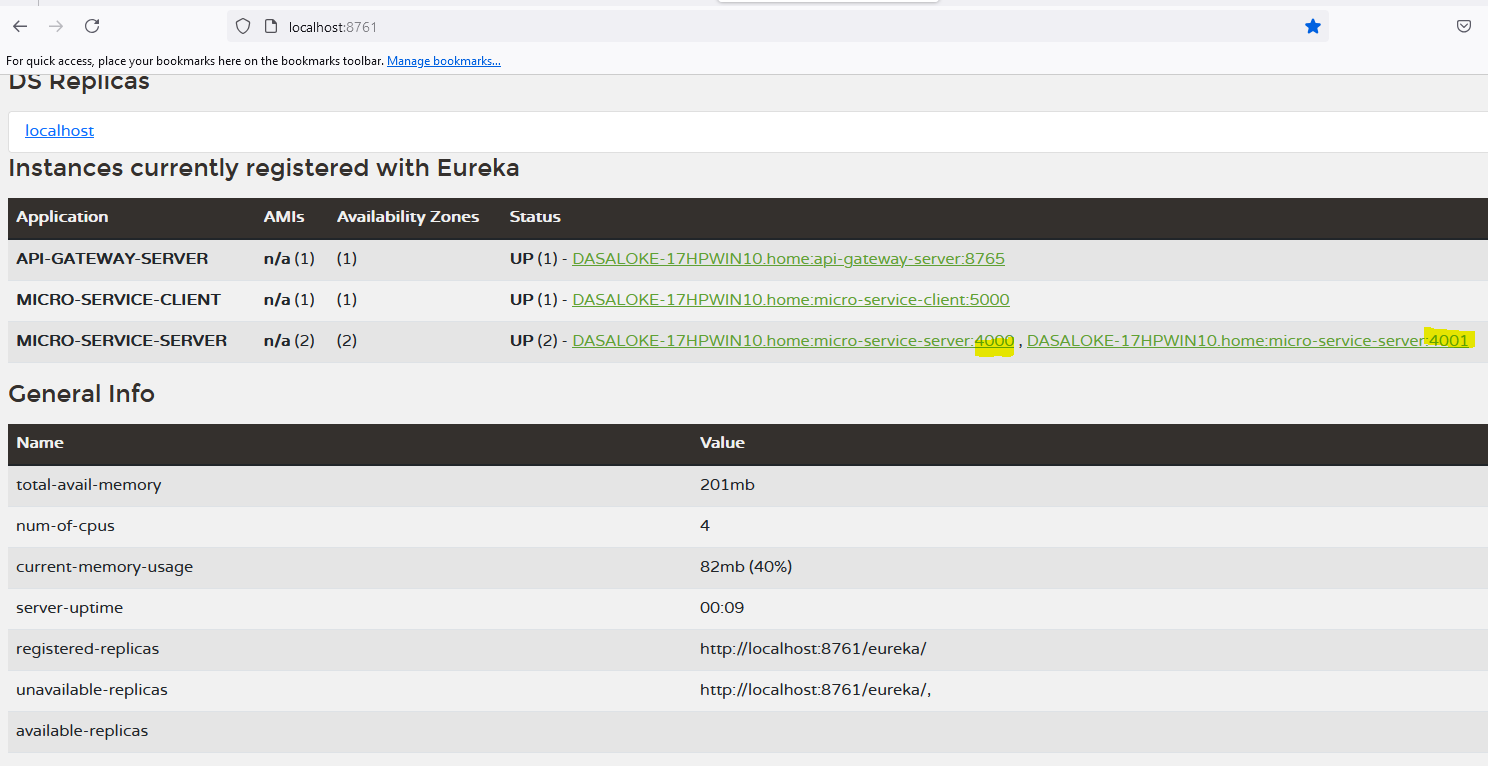 localhost:8761
For quick access, place your bookmarks here on the bookmarks toolbar. Manage bookmarks...
DS Replicas
localhost
Instances currently registered with Eureka
Application AMIs Availability Zones Status
API-GATEWAY-SERVER n/a (1) (1) UP (1) - DASALOKE-17HPWIN10.home:api-gateway-server:8765
MICRO-SERVICE-CLIENT n/a (1) (1) UP (1) - DASALOKE-17HPWIN10.home:micro-service-client:5000
MICRO-SERVICE-SERVER n/a (2) (2) UP (2) - DASALOKE-17HPWIN10.home:micro-service-server:4000 , DASALOKE-17HPWIN10.home:micro-service-server:4001
General Info
Name Value
total-avail-memory 201mb
num-of-cpus 4
current-memory-usage 82mb (40%)
server-uptime 00:09
registered-replicas http://localhost:8761/eureka/
unavailable-replicas http://localhost:8761/eureka/,
available-replicas